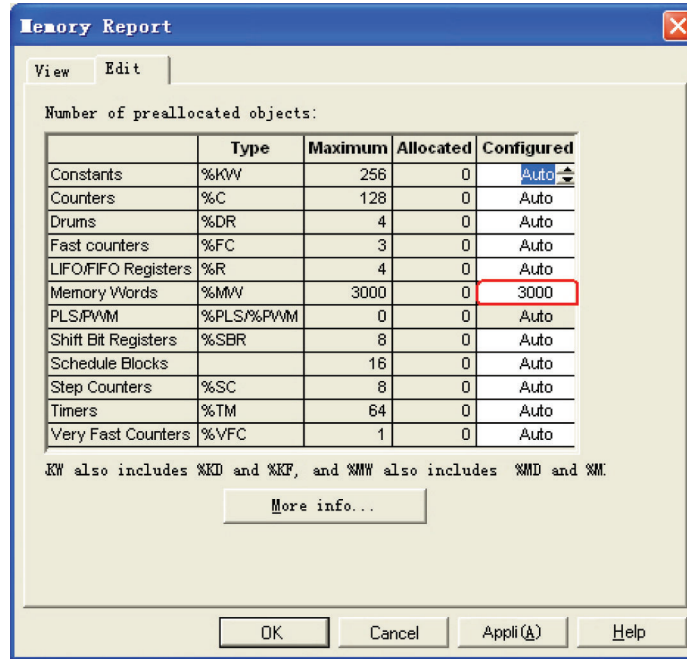 Memory Report
View Edit
Number of preallocated objects:
Type Maximum Allocated Configured
Constants %KW 256 0 Auto
Counters %C 128 0 Auto
Drums %DR 4 0 Auto
Fast counters %FC 3 0 Auto
LIFO/FIFO Registers %R 4 0 Auto
Memory Words %MW 3000 0 3000
PLS/PWM %PLS/%PWM 0 0 Auto
Shift Bit Registers %SBR 8 0 Auto
Schedule Blocks 16 0 Auto
Step Counters %SC 8 0 Auto
Timers %TM 64 0 Auto
Very Fast Counters %VFC 1 0 Auto
KW also includes %KD and %KF, and %MW also includes %MD and %M
More info...
OK Cancel Appli(A) Help